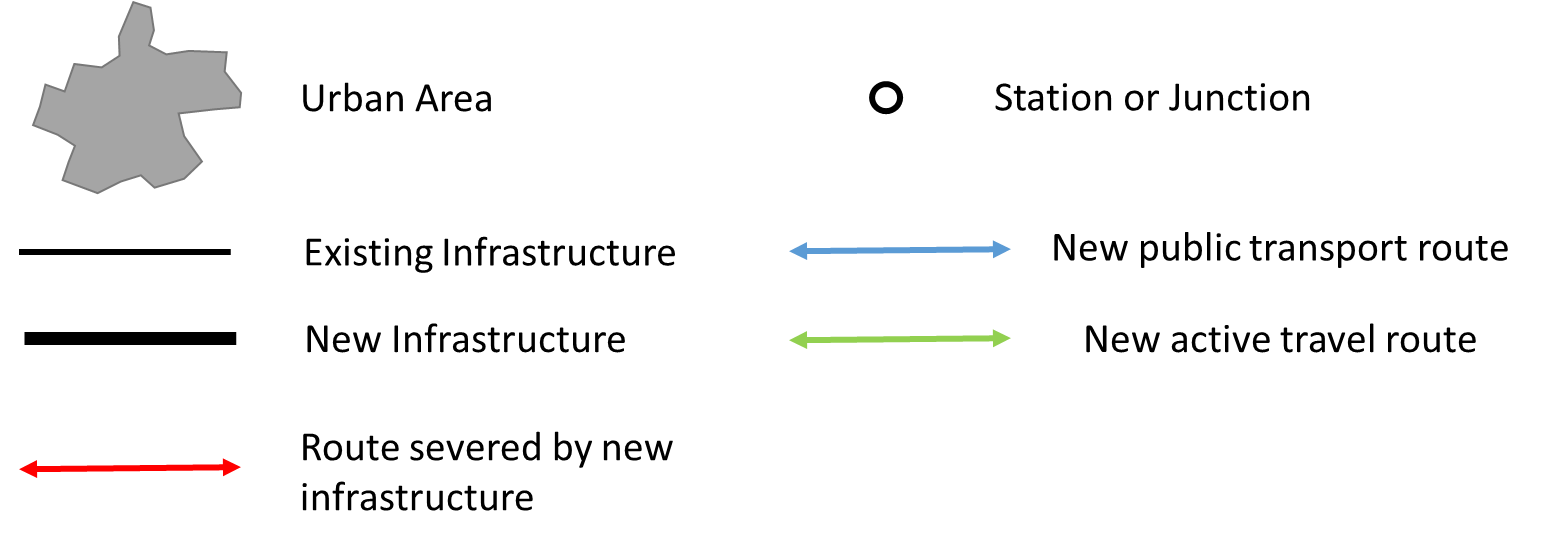 Urban Area
Station or Junction
Existing Infrastructure
New public transport route
New Infrastructure
New active travel route
Route severed by new
infrastructure